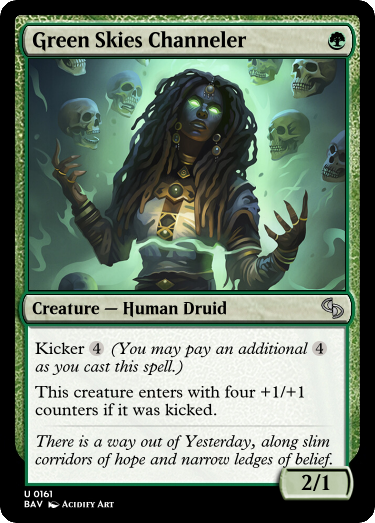 Green Skies Channeler
Creature — Human Druid
Kicker 4 (You may pay an additional 4
as you cast this spell.)
This creature enters with four +1/+1
counters if it was kicked.
There is a way out of Yesterday, along slim
corridors of hope and narrow ledges of belief.
2/1
U 0161
BAV Acidify Art